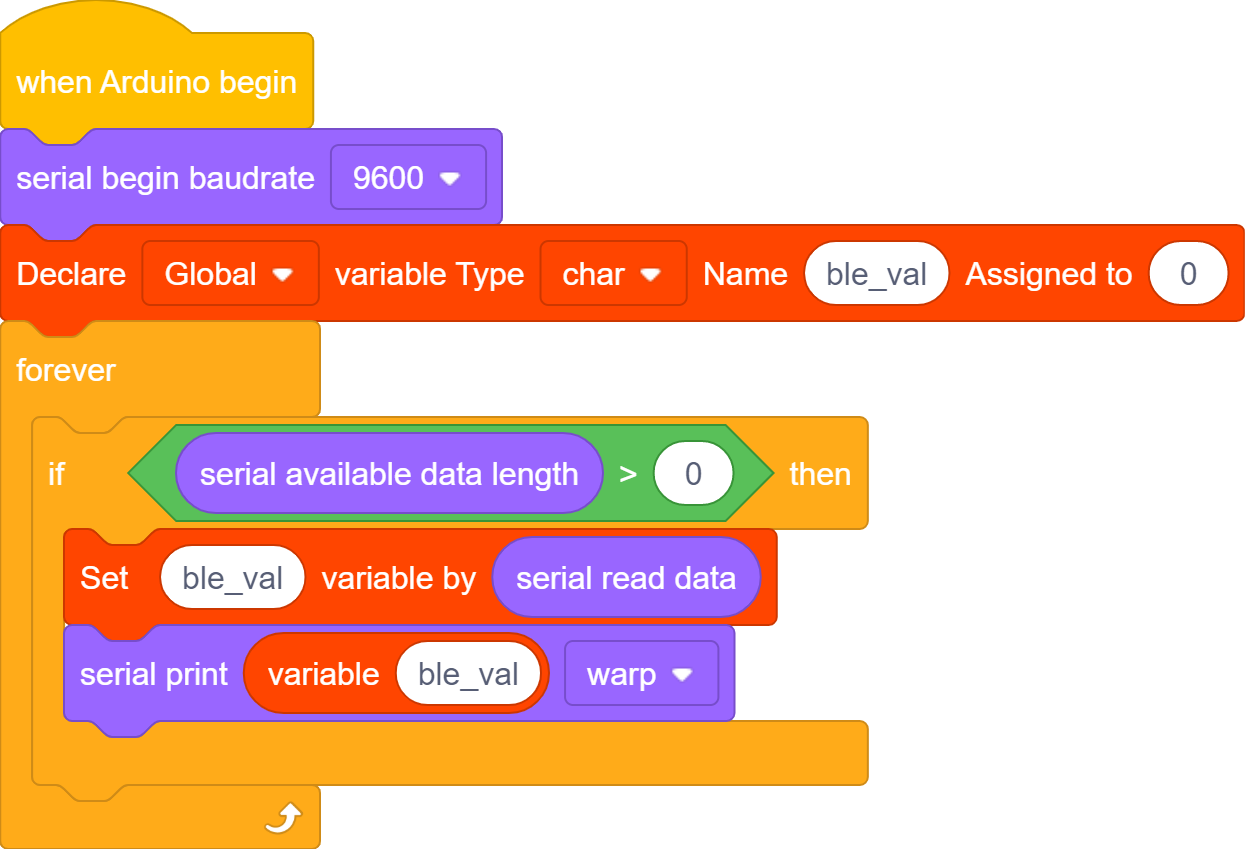 when Arduino begin
serial begin baudrate 9600
Declare Global variable Type char Name ble_val Assigned to 0
forever
if serial available data length > 0 then
Set ble_val variable by serial read data
serial print variable ble_val warp